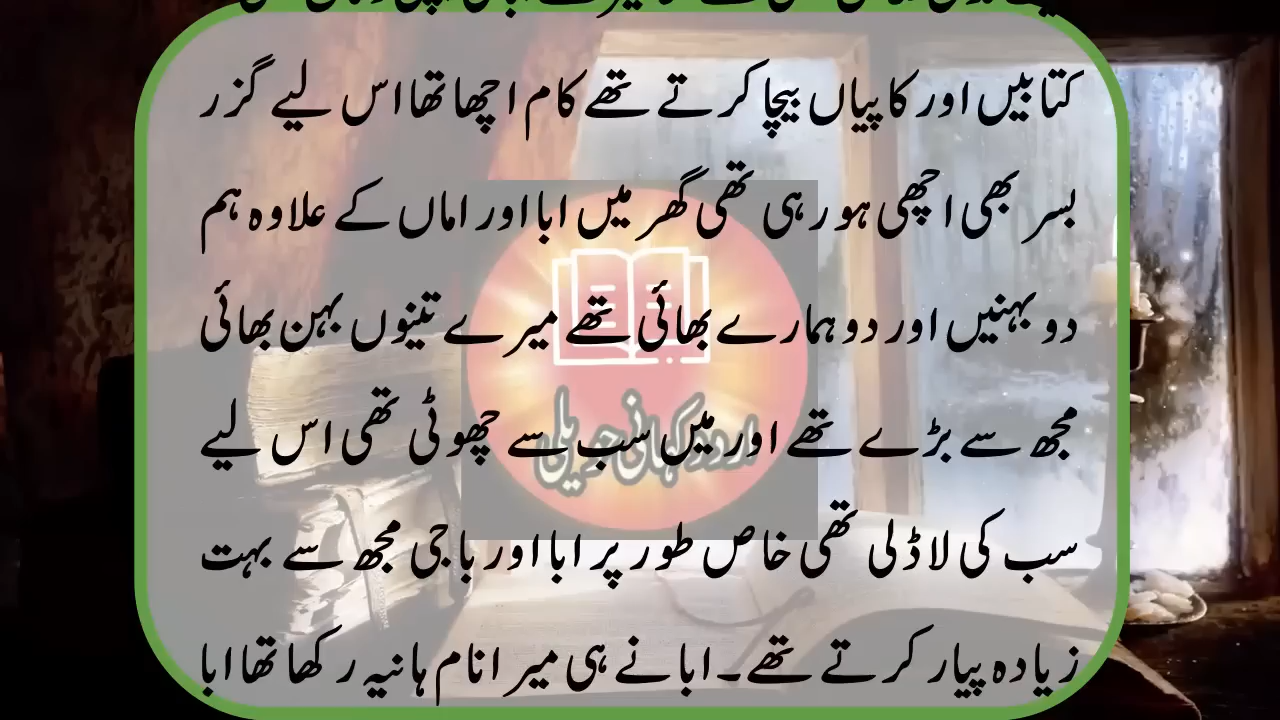 کتابیں اور کاپیاں بیچا کرتے تھے کام اچھا تھا اس لیے گزر
بسر بھی اچھی ہو رہی تھی گھر میں ابا اور اماں کے علاوہ ہم
دو بہنیں اور دو ہمارے بھائی تھے میرے تینوں بہن بھائی
مجھ سے بڑے تھے اور میں سب سے چھوٹی تھی اس لیے
سب کی لاڈلی تھی خاص طور پر ابا اور باجی مجھ سے بہت
زیادہ پیار کرتے تھے۔ ابا نے ہی میرا نام ہانیہ رکھا تھا ابا
اردو کہانی حویلی